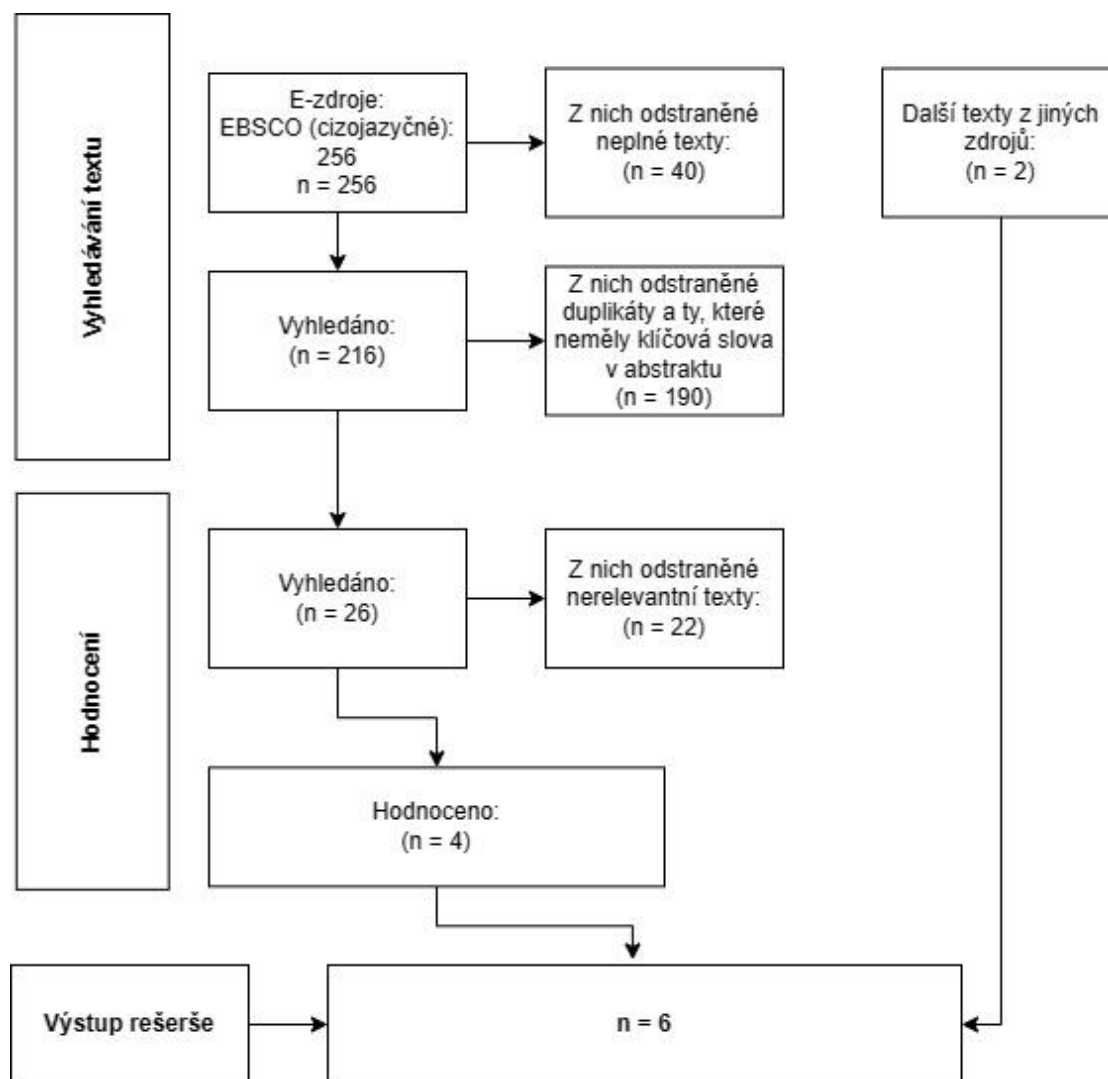 Vyhledávání textu
E-zdroje:
EBSCO (cizojazyčné):
256
n = 256
Z nich odstraněné
neplné texty:
(n = 40)
Další texty z jiných
zdrojů:
(n = 2)
Vyhledáno:
(n = 216)
Z nich odstraněné
duplikáty a ty, které
neměly klíčová slova
v abstraktu
(n = 190)
Hodnocení
Vyhledáno:
(n = 26)
Z nich odstraněné
nerelevantní texty:
(n = 22)
Hodnoceno:
(n = 4)
Výstup rešerše
n = 6